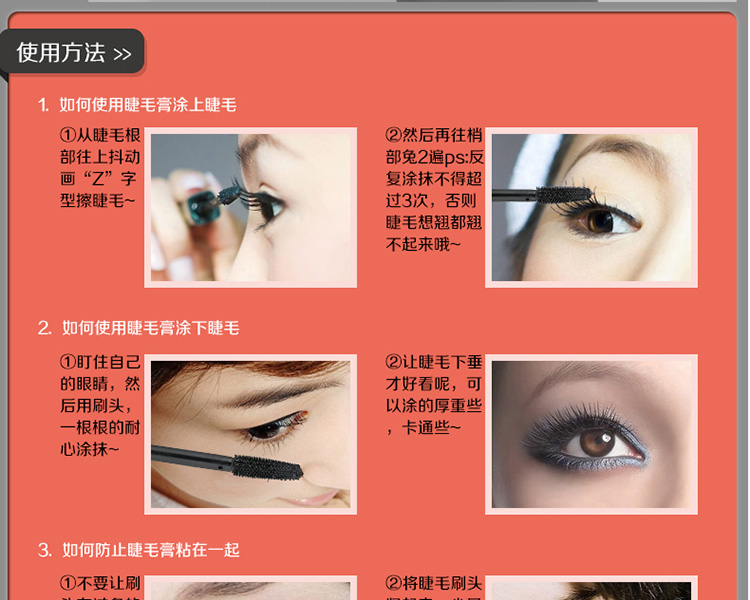 使用方法 >>
1. 如何使用睫毛膏涂上睫毛
①从睫毛根
部往上抖动
画“Z”字
型擦睫毛~
②然后再往梢
部兔2遍ps:反
复涂抹不得超
过3次，否则
睫毛想翘都翘
不起来哦~
2. 如何使用睫毛膏涂下睫毛
①盯住自己
的眼睛，然
后用刷头，
一根根的耐
心涂抹~
②让睫毛下垂
才好看呢，可
以涂的厚重些
，卡通些~
3. 如何防止睫毛膏粘在一起
①不要让刷
②将睫毛刷头